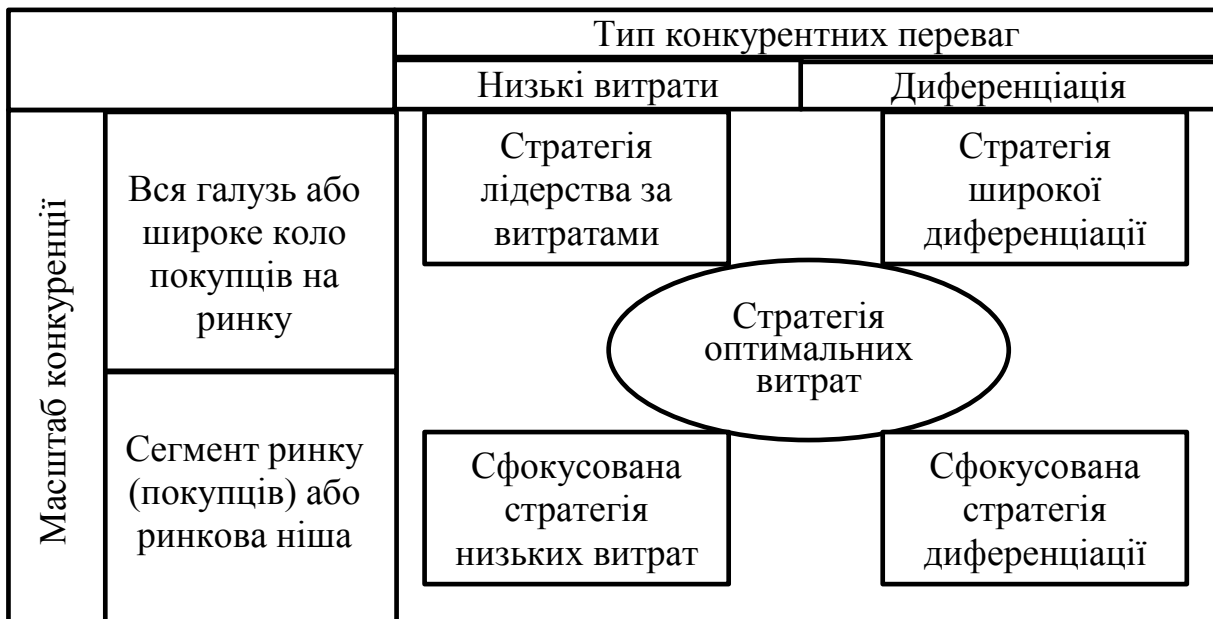 Тип конкурентних переваг
Низькі витрати
Диференціація
Масштаб конкуренції
Вся галузь або
широке коло
покупців на
ринку
Стратегія
лідерства за
витратами
Стратегія
широкої
диференціації
Стратегія
оптимальних
витрат
Сегмент ринку
(покупців) або
ринкова ніша
Сфокусована
стратегія
низьких витрат
Сфокусована
стратегія
диференціації